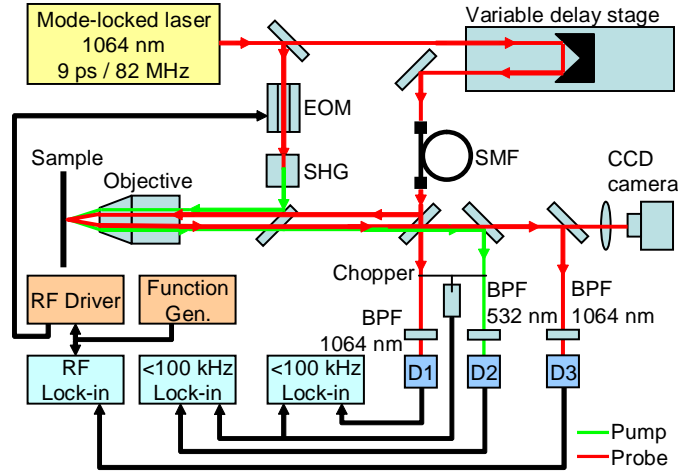 Mode-locked laser
1064 nm
9 ps / 82 MHz
Variable delay stage
EOM
SHG
SMF
Sample
Objective
CCD
camera
Chopper
RF Driver
Function
Gen.
BPF
1064 nm
BPF
532 nm
BPF
1064 nm
RF
Lock-in
<100 kHz
Lock-in
<100 kHz
Lock-in
D1
D2
D3
Pump
Probe